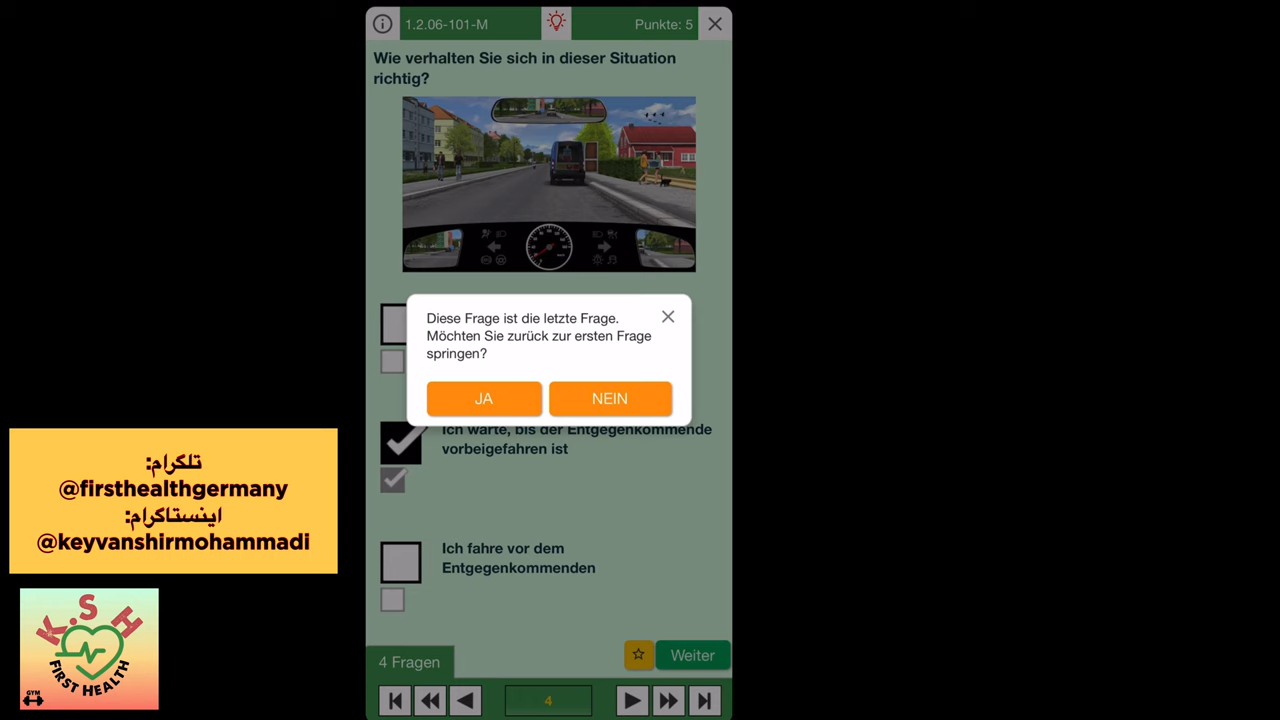 1.2.06-101-M
Punkte: 5
Wie verhalten Sie sich in dieser Situation
richtig?
Diese Frage ist die letzte Frage.
Möchten Sie zurück zur ersten Frage
springen?
JA
NEIN
Ich warte, bis der Entgegenkommende
vorbeigefahren ist
Ich fahre vor dem
Entgegenkommenden
4 Fragen
Weiter
4
تلگرام:
@firsthealthgermany
اینستاگرام:
@keyvanshirmohammadi
K.SH
FIRST HEALTH
GYM